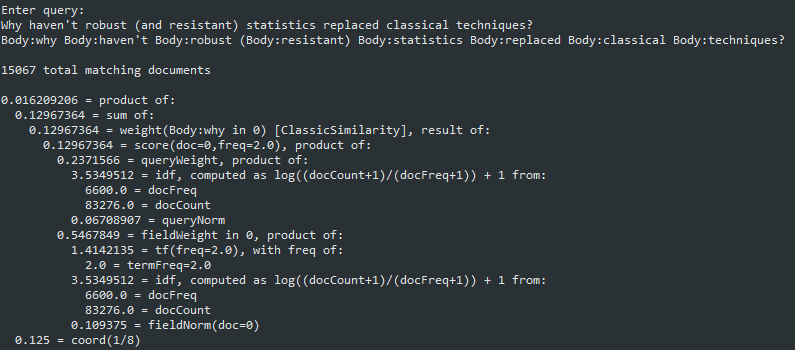 Enter query:
Why haven't robust (and resistant) statistics replaced classical techniques?
Body:why Body:haven't Body:robust (Body:resistant) Body:statistics Body:replaced Body:classical Body:techniques?
15067 total matching documents
0.016209206 = product of:
0.12967364 = sum of:
0.12967364 = weight(Body:why in 0) [ClassicSimilarity], result of:
0.12967364 = score(doc=0,freq=2.0), product of:
0.2371566 = queryWeight, product of:
3.5349512 = idf, computed as log((docCount+1)/(docFreq+1)) + 1 from:
6600.0 = docFreq
83276.0 = docCount
0.06708907 = queryNorm
0.5467849 = fieldWeight in 0, product of:
1.4142135 = tf(freq=2.0), with freq of:
2.0 = termFreq=2.0
3.5349512 = idf, computed as log((docCount+1)/(docFreq+1)) + 1 from:
6600.0 = docFreq
83276.0 = docCount
0.109375 = fieldNorm(doc=0)
0.125 = coord(1/8)